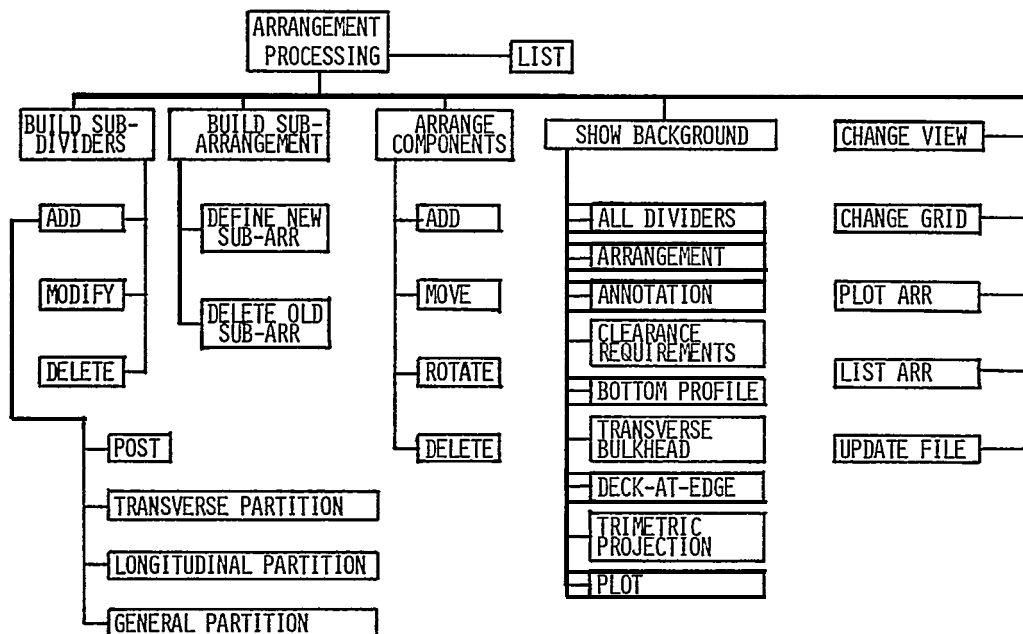 ARRANGEMENT
PROCESSING
LIST
BUILD SUB-
DIVIDERS
BUILD SUB-
ARRANGEMENT
ARRANGE
COMPONENTS
SHOW BACKGROUND
CHANGE VIEW
ADD
MODIFY
DELETE
POST
TRANSVERSE PARTITION
LONGITUDINAL PARTITION
GENERAL PARTITION
DEFINE NEW
SUB-ARR
DELETE OLD
SUB-ARR
ADD
MOVE
ROTATE
DELETE
ALL DIVIDERS
ARRANGEMENT
ANNOTATION
CLEARANCE
REQUIREMENTS
BOTTOM PROFILE
TRANSVERSE
BULKHEAD
DECK-AT-EDGE
TRIMETRIC
PROJECTION
PLOT
CHANGE GRID
PLOT ARR
LIST ARR
UPDATE FILE